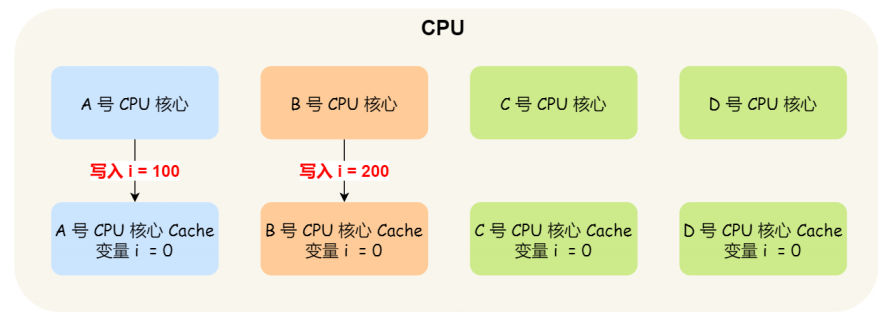 CPU
A 号 CPU 核心
B 号 CPU 核心
C 号 CPU 核心
D 号 CPU 核心
写入 i = 100
写入 i = 200
A 号 CPU 核心 Cache
变量 i = 0
B 号 CPU 核心 Cache
变量 i = 0
C 号 CPU 核心 Cache
变量 i = 0
D 号 CPU 核心 Cache
变量 i = 0